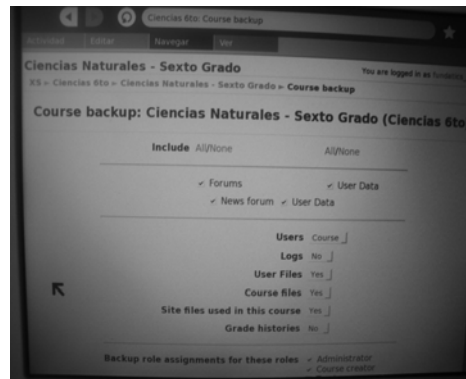 Ciencias 6to: Course backup
Actividad Editar Navegar Ver
Ciencias Naturales - Sexto Grado
You are logged in as
XS ► Ciencias 6to ► Ciencias Naturales - Sexto Grado ► Course backup
Course backup: Ciencias Naturales - Sexto Grado (Ciencias 6to
Include All/None All/None
Forums User Data
News forum User Data
Users Course
Logs No
User Files Yes
Course files Yes
Site files used in this course Yes
Grade histories No
Backup role assignments for these roles Administrator
Course creator